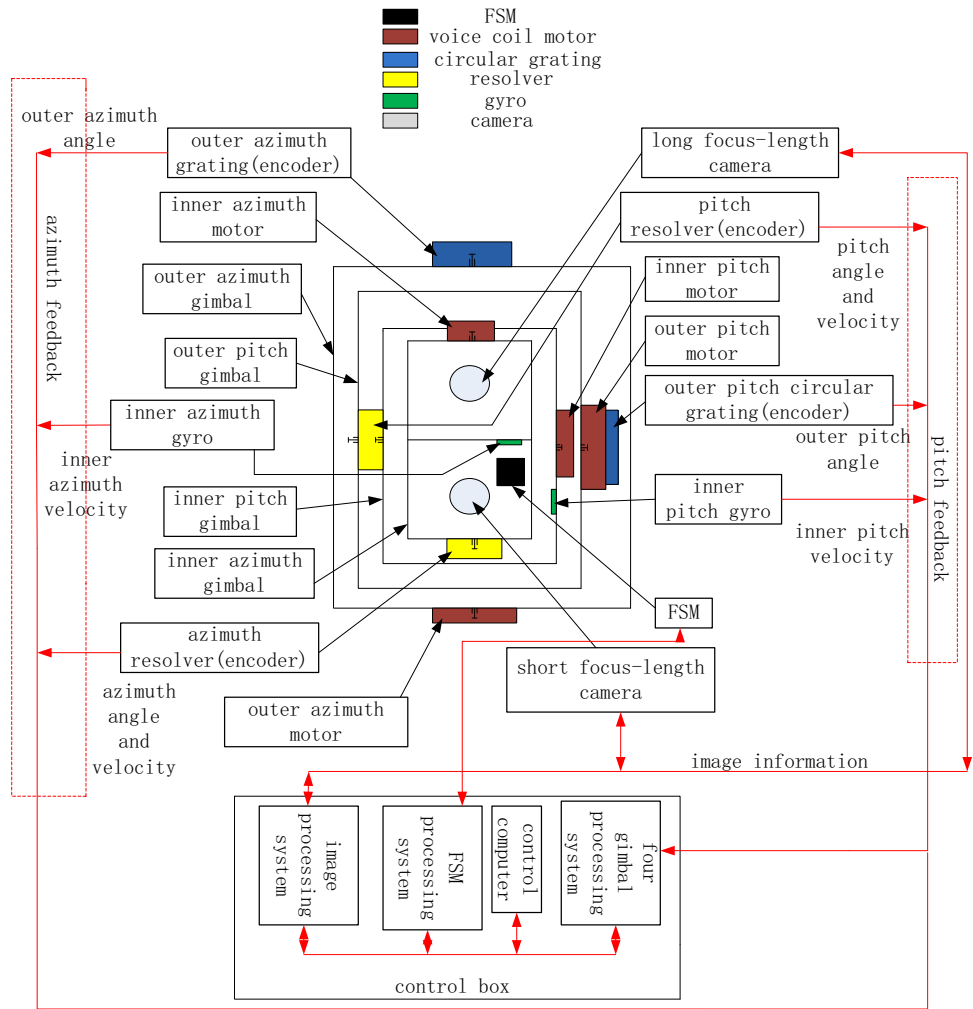 FSM
voice coil motor
circular grating
resolver
gyro
camera
outer azimuth
angle
outer azimuth
grating(encoder)
long focus-length
camera
inner azimuth
motor
pitch
resolver(encoder)
azimuth feedback
outer azimuth
gimbal
inner pitch
motor
pitch
angle
and
velocity
outer pitch
gimbal
outer pitch
motor
inner azimuth
gyro
outer pitch circular
grating(encoder)
outer pitch
angle
inner
azimuth
velocity
inner pitch
gimbal
inner
pitch gyro
inner pitch
velocity
pitch feedback
inner azimuth
gimbal
FSM
azimuth
resolver(encoder)
short focus-length
camera
azimuth
angle
and
velocity
outer azimuth
motor
image information
image
processing
system
FSM
processing
system
control
computer
four
gimbal
processing
system
control box